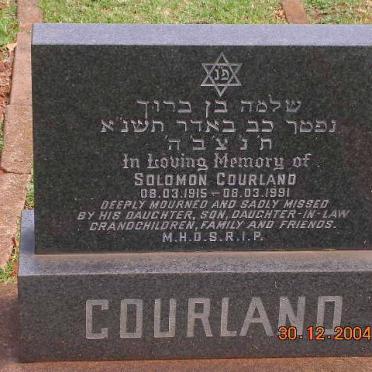 פ״נ
שלמה בן ברוך
נפטר כב באדר תשנ״א
ת׳ נ׳ צ׳ ב׳ ה׳
In Loving Memory of
SOLOMON COURLAND
08.03.1915 - 08.03.1991
DEEPLY MOURNED AND SADLY MISSED
BY HIS DAUGHTER, SON, DAUGHTER-IN-LAW
GRANDCHILDREN, FAMILY AND FRIENDS.
M.H.D.S.R.I.P.
COURLAND
30.12.2004